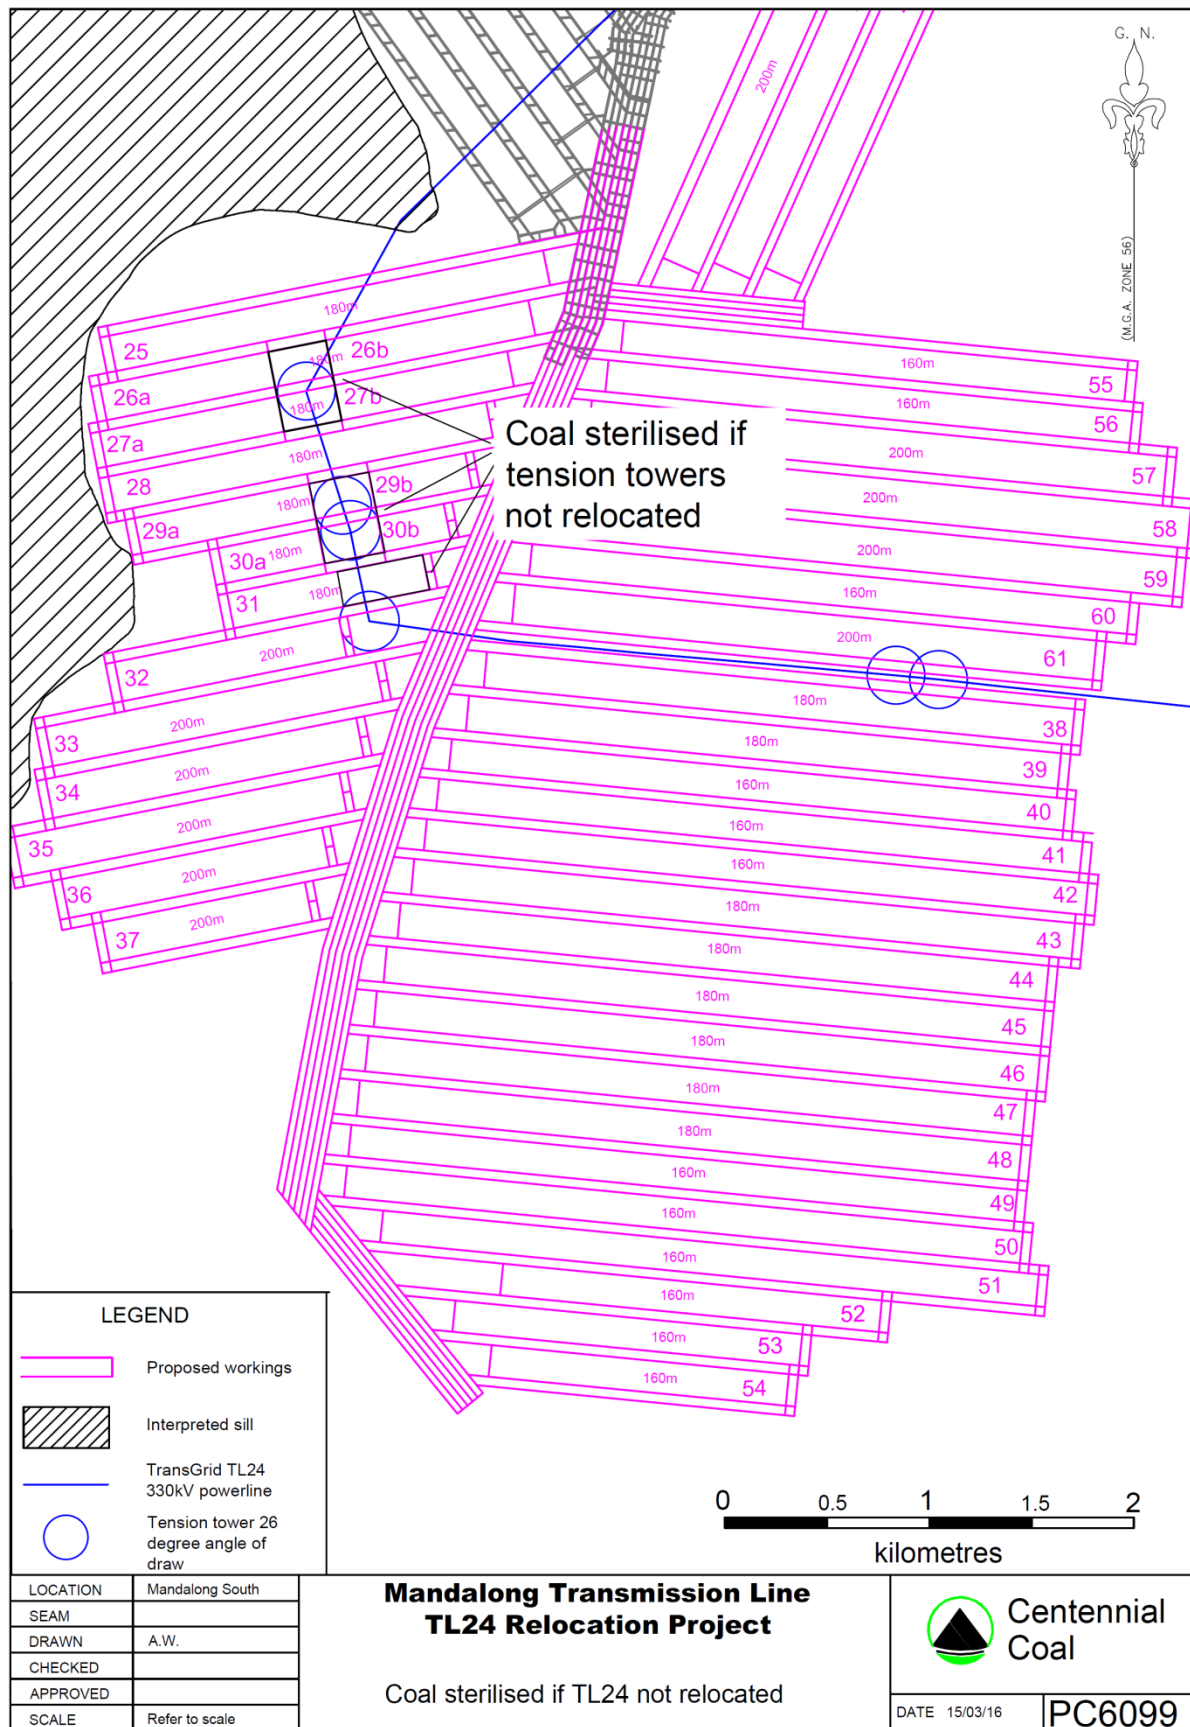 G. N.
(M.G.A. ZONE 56)
200m
180m
25
180m
26b
26a
180m
27b
27a
180m
28
180m
29b
29a
30b
180m
30a
180m
31
200m
32
200m
33
200m
34
200m
35
200m
36
200m
37
Coal sterilised if
tension towers
not relocated
160m
55
160m
56
200m
57
200m
58
200m
59
160m
60
200m
61
180m
38
180m
39
160m
40
160m
41
160m
42
180m
43
180m
44
180m
45
180m
46
180m
47
180m
48
160m
49
160m
50
160m
51
160m
52
160m
53
160m
54
LEGEND
Proposed workings
Interpreted sill
TransGrid TL24
330kV powerline
Tension tower 26
degree angle of
draw
0 0.5 1 1.5 2
kilometres
LOCATION Mandalong South
SEAM
DRAWN A.W.
CHECKED
APPROVED
SCALE Refer to scale
Mandalong Transmission Line
TL24 Relocation Project
Coal sterilised if TL24 not relocated
Centennial
Coal
DATE 15/03/16 PC6099